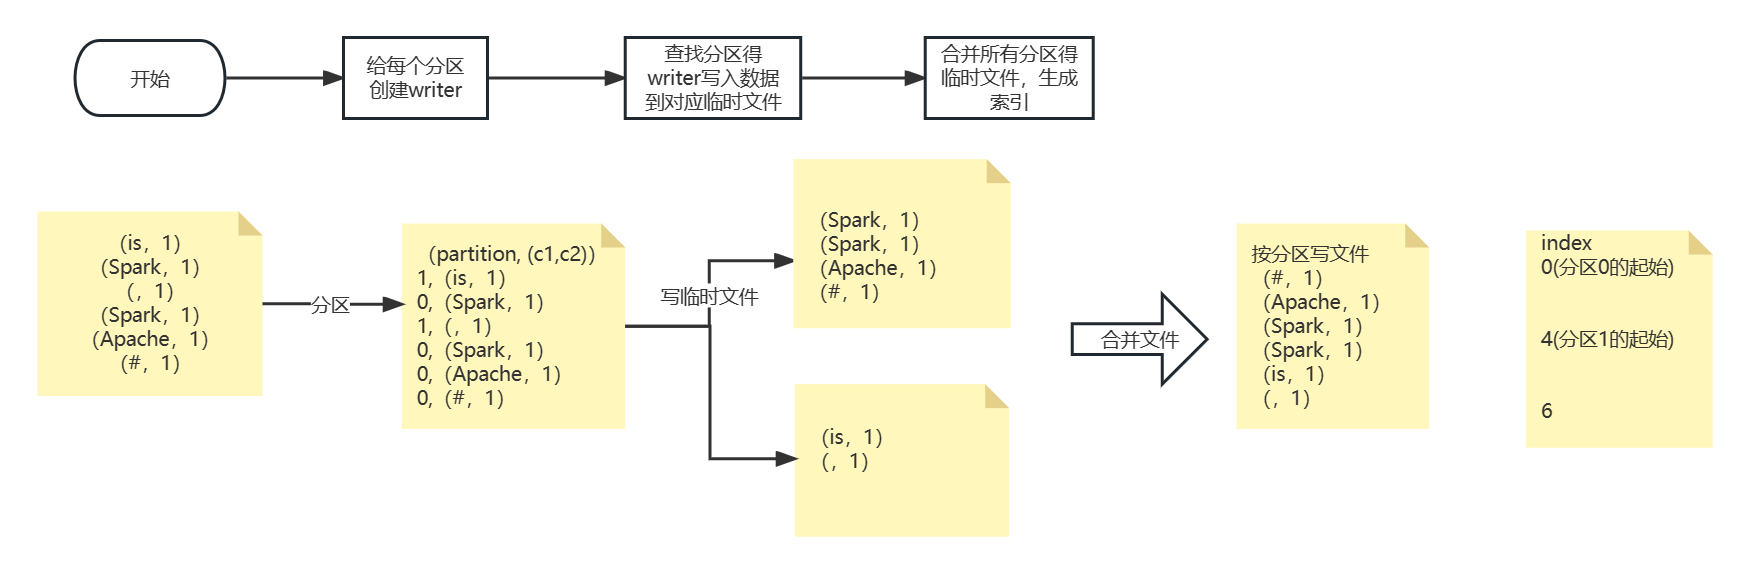 开始
给每个分区
创建writer
查找分区得
writer写入数据
到对应临时文件
合并所有分区得
临时文件，生成
索引
(is，1)
(Spark，1)
(，1)
(Spark，1)
(Apache，1)
(#，1)
分区
(partition, (c1,c2))
1,  (is，1)
0,  (Spark，1)
1,  (，1)
0,  (Spark，1)
0,  (Apache，1)
0,  (#，1)
写临时文件
(Spark，1)
(Spark，1)
(Apache，1)
(#，1)
(is，1)
(，1)
合并文件
按分区写文件
(#，1)
(Apache，1)
(Spark，1)
(Spark，1)
(is，1)
(，1)
index
0(分区0的起始)
4(分区1的起始)
6